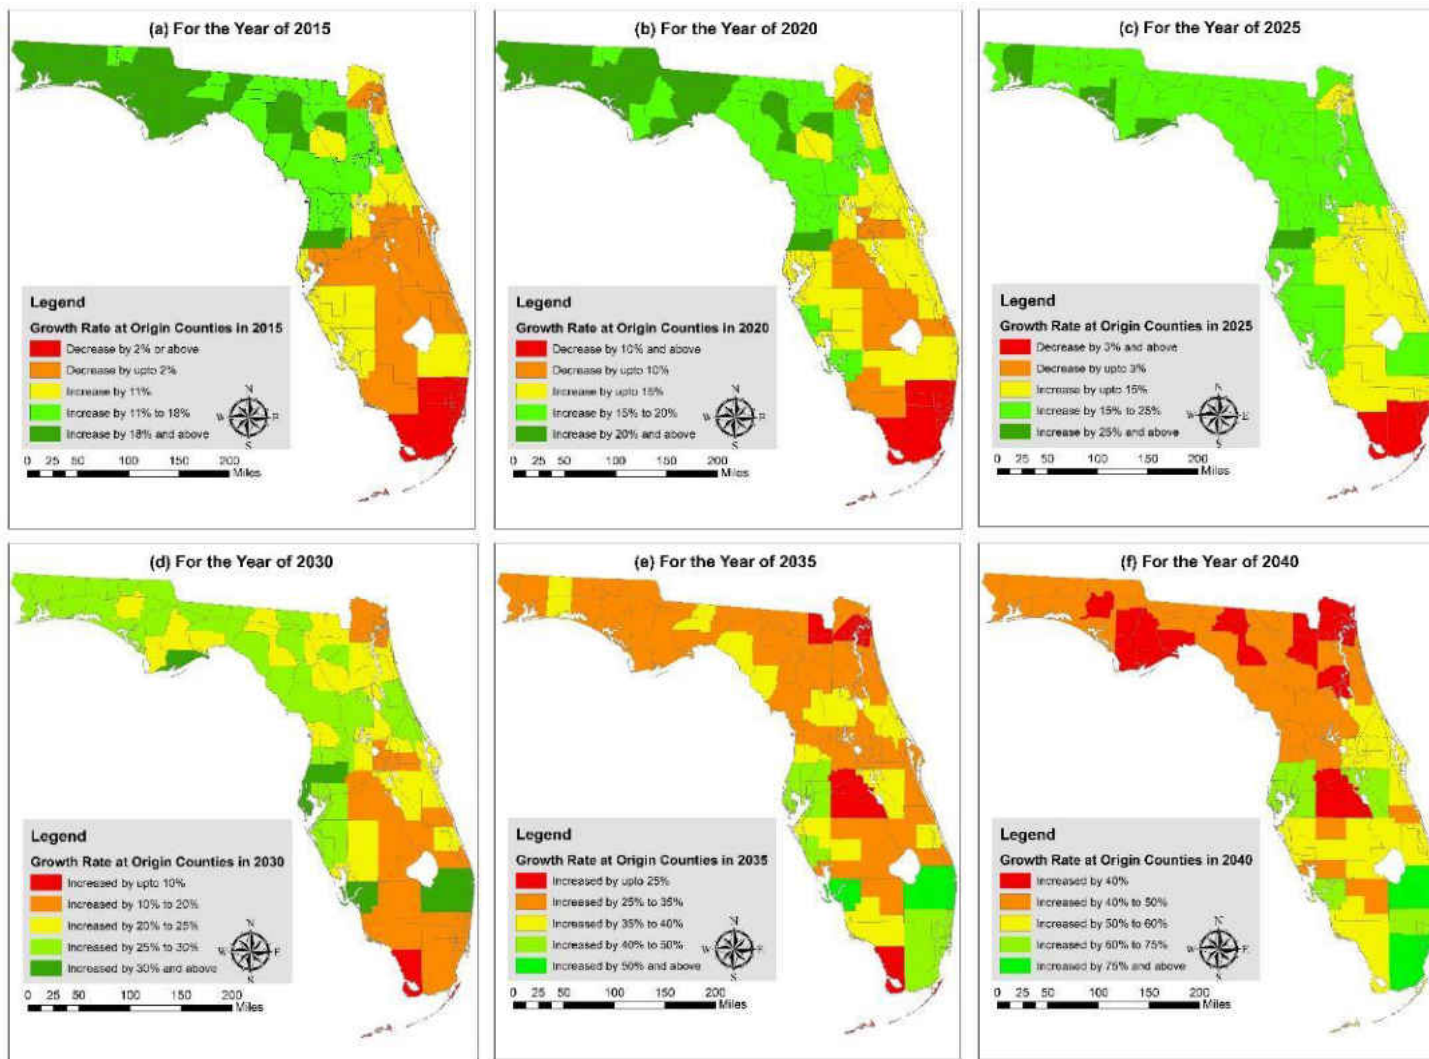 (a) For the Year of 2015
Legend
Growth Rate at Origin Counties in 2015
Decrease by 2% or above
Decrease by upto 2%
Increase by 11%
Increase by 11% to 18%
Increase by 18% and above
N
W
S
0 25 50 100 150 200
Miles
(b) For the Year of 2020
Legend
Growth Rate at Origin Counties in 2020
Decrease by 10% and above
Decrease by upto 10%
Increase by upto 15%
Increase by 15% to 20%
Increase by 20% and above
N
W
S
0 25 50 100 150 200
Miles
(c) For the Year of 2025
Legend
Growth Rate at Origin Counties in 2025
Decrease by 3% and above
Decrease by upto 3%
Increase by upto 15%
Increase by 15% to 25%
Increase by 25% and above
N
W E
S
0 25 50 100 150 200
Miles
(d) For the Year of 2030
Legend
Growth Rate at Origin Counties in 2030
Increased by upto 10%
Increased by 10% to 20%
Increased by 20% to 25%
Increased by 25% to 30%
Increased by 30% and above
N
W E
S
0 25 50 100 150 200
Miles
(e) For the Year of 2035
Legend
Growth Rate at Origin Counties in 2035
Increased by upto 25%
Increased by 25% to 35%
Increased by 35% to 40%
Increased by 40% to 50%
Increased by 50% and above
N
W E
S
0 25 50 100 150 200
Miles
(f) For the Year of 2040
Legend
Growth Rate at Origin Counties in 2040
Increased by 40%
Increased by 40% to 50%
Increased by 50% to 60%
Increased by 60% to 75%
Increased by 75% and above
N
W E
S
0 25 50 100 150 200
Miles